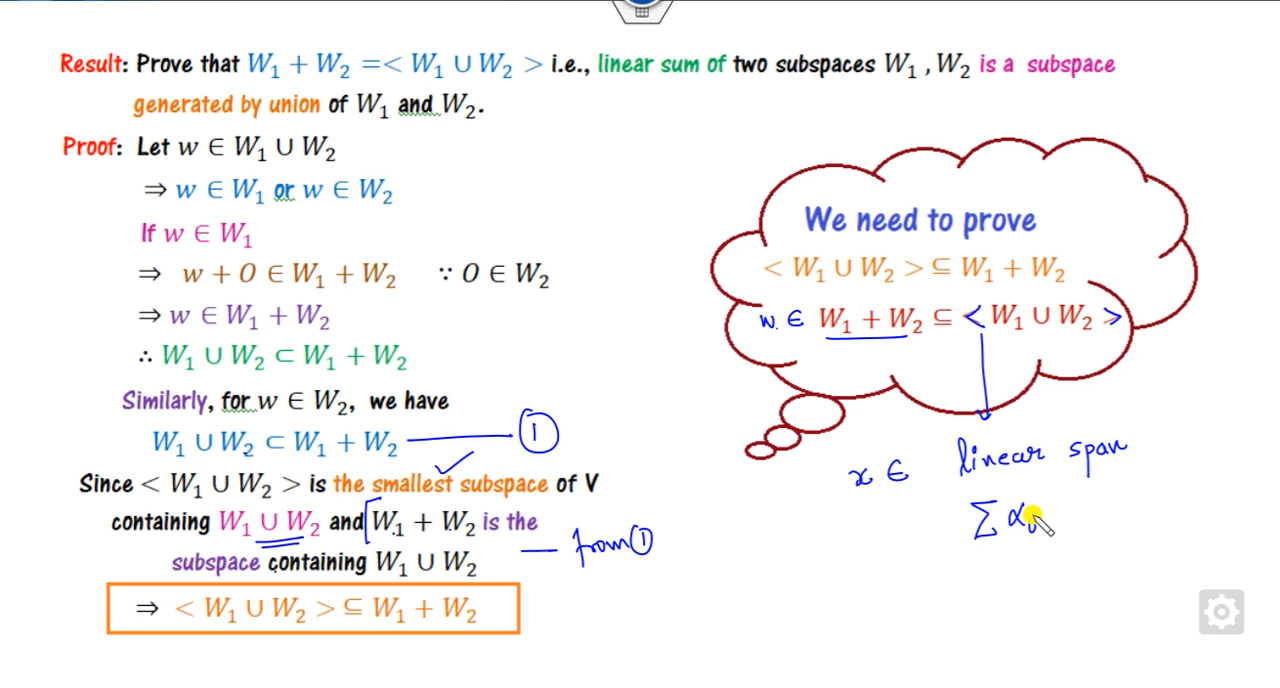 Result: Prove that W₁ + W₂ =< W₁ ∪ W₂ > i.e., linear sum of two subspaces W₁ , W₂ is a subspace
generated by union of W₁ and W₂.
Proof: Let w ∈ W₁ ∪ W₂
⇒ w ∈ W₁ or w ∈ W₂
If w ∈ W₁
⇒ w + 0 ∈ W₁ + W₂ ∵ 0 ∈ W₂
⇒ w ∈ W₁ + W₂
∴ W₁ ∪ W₂ ⊂ W₁ + W₂
Similarly, for w ∈ W₂, we have
W₁ ∪ W₂ ⊂ W₁ + W₂ ①
Since < W₁ ∪ W₂ > is the smallest subspace of V
containing W₁ ∪ W₂ and [W₁ + W₂ is the
subspace containing W₁ ∪ W₂ — from ①
⇒ < W₁ ∪ W₂ > ⊆ W₁ + W₂
We need to prove
< W₁ ∪ W₂ > ⊆ W₁ + W₂
w ∈ W₁ + W₂ ⊆ < W₁ ∪ W₂ >
x ∈ linear span
∑ αᵢ